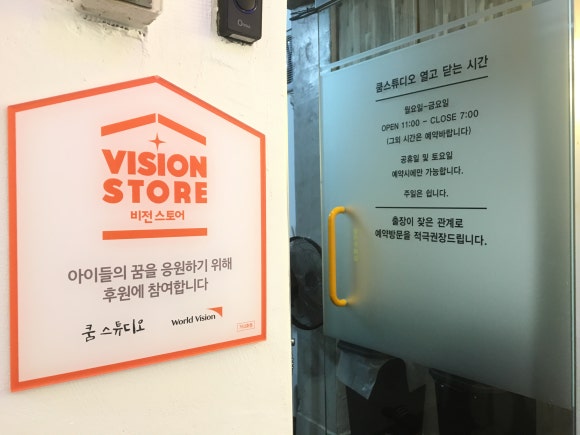 VISION
STORE
비전 스토어
아이들의 꿈을 응원하기 위해
후원에 참여합니다
쿰 스튜디오
World Vision
쿰스튜디오 열고 닫는 시간
월요일~금요일
OPEN 11:00 ~ CLOSE 7:00
(그외 시간은 예약바랍니다)
공휴일 및 토요일
예약시에만 가능합니다.
주일은 쉽니다.
출장이 잦은 관계로
예약방문을 적극권장드립니다.